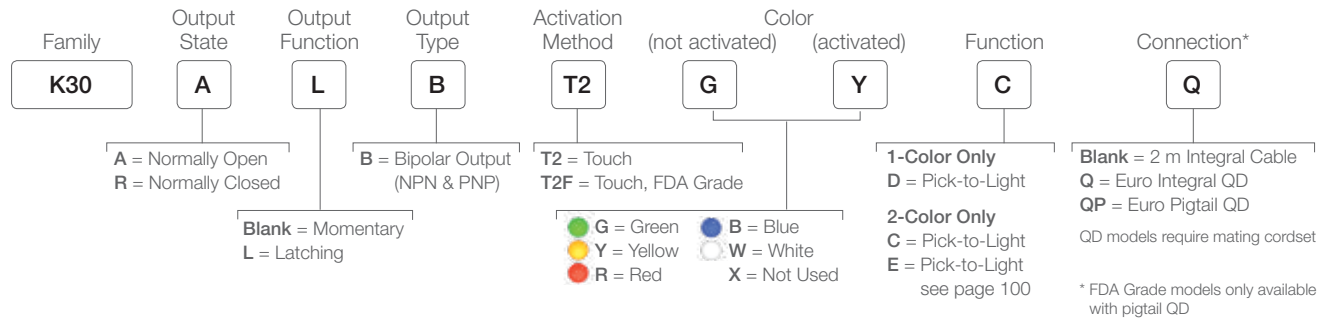 Family
Output State
Output Function
Output Type
Activation Method
Color
(not activated)
(activated)
Function
Connection*
K30
A
L
B
T2
G
Y
C
Q
A = Normally Open
R = Normally Closed
Blank = Momentary
L = Latching
B = Bipolar Output
(NPN & PNP)
T2 = Touch
T2F = Touch, FDA Grade
G = Green
Y = Yellow
R = Red
B = Blue
W = White
X = Not Used
1-Color Only
D = Pick-to-Light
2-Color Only
C = Pick-to-Light
E = Pick-to-Light
see page 100
Blank = 2 m Integral Cable
Q = Euro Integral QD
QP = Euro Pigtail QD
QD models require mating cordset
* FDA Grade models only available
with pigtail QD